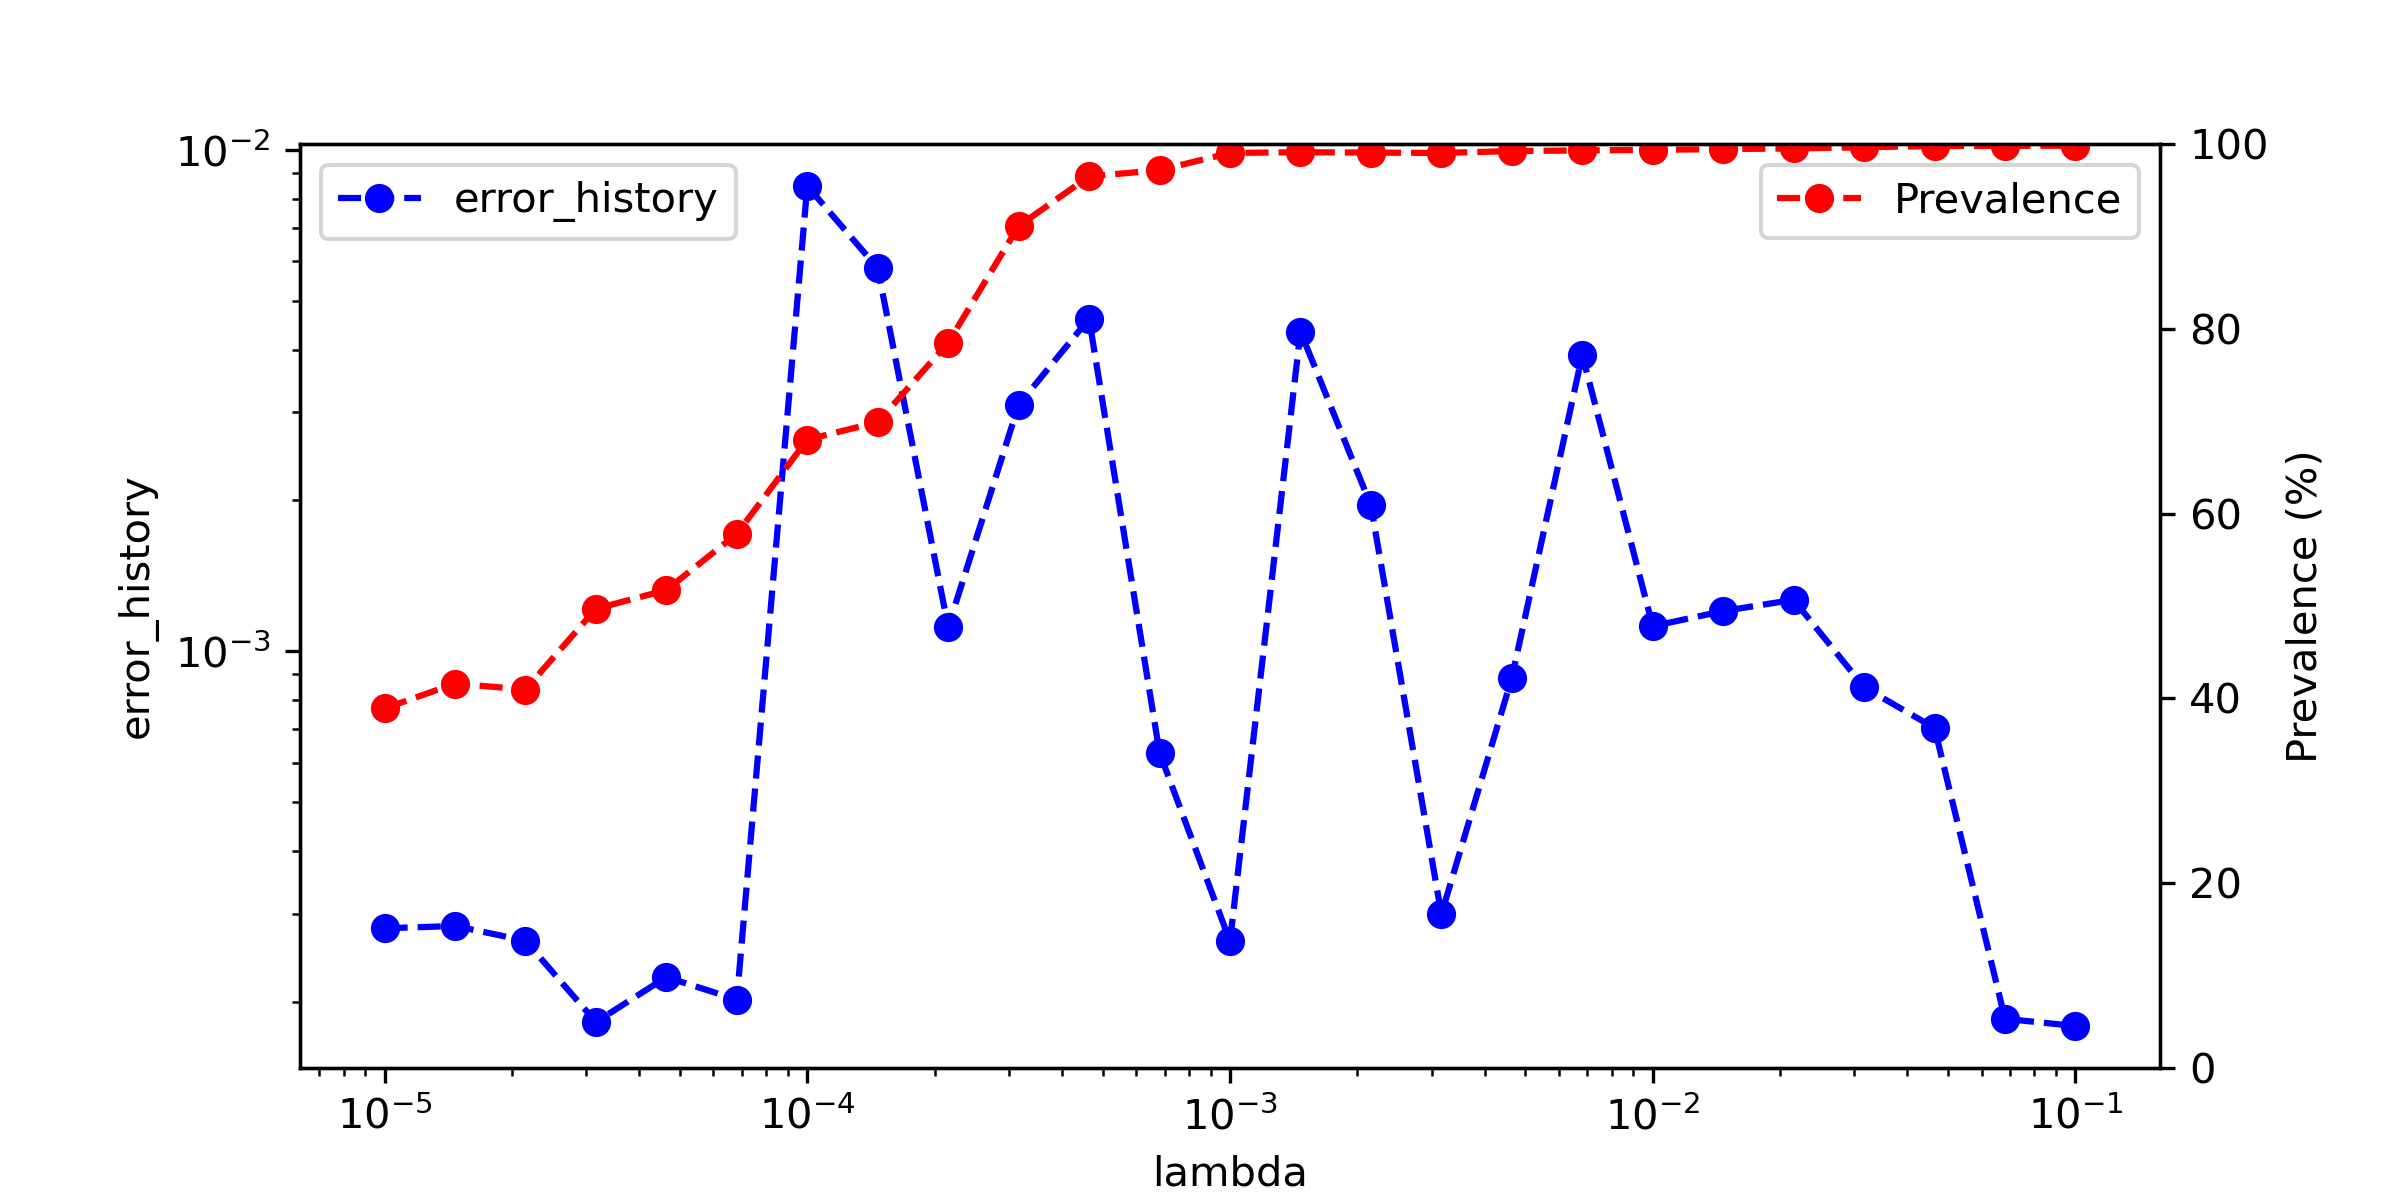 error_history
Prevalence
10⁻²
10⁻³
error_history
100
80
60
40
20
0
Prevalence (%)
10⁻⁵ 10⁻⁴ 10⁻³ 10⁻² 10⁻¹
lambda